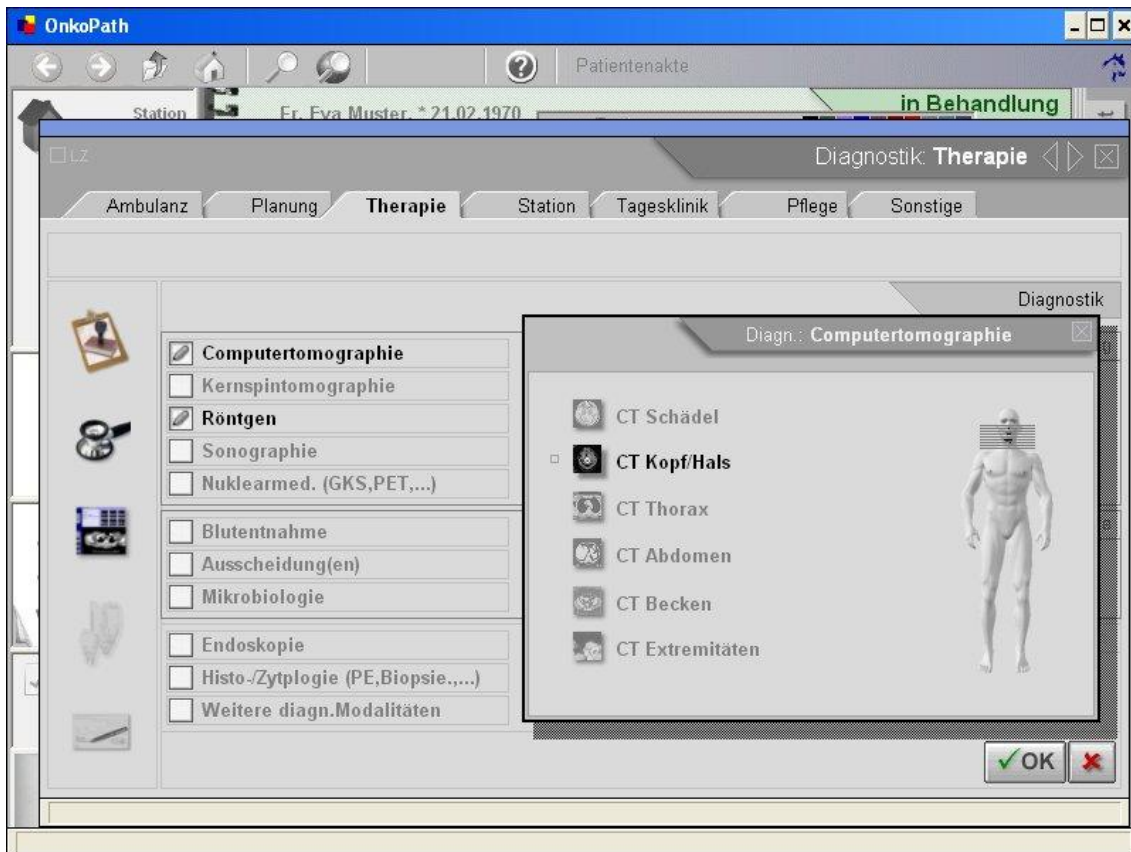 OnkoPath
Patientenakte
Station
Fr. Eva Muster, * 21.02.1970
in Behandlung
LZ
Diagnostik: Therapie
Ambulanz
Planung
Therapie
Station
Tagesklinik
Pflege
Sonstige
Diagnostik
Computertomographie
Kernspintomographie
Röntgen
Sonographie
Nuklearmed. (GKS,PET,...)
Blutentnahme
Ausscheidung(en)
Mikrobiologie
Endoskopie
Histo-/Zytplogie (PE,Biopsie.,...)
Weitere diagn.Modalitäten
Diagn.: Computertomographie
CT Schädel
CT Kopf/Hals
CT Thorax
CT Abdomen
CT Becken
CT Extremitäten
OK